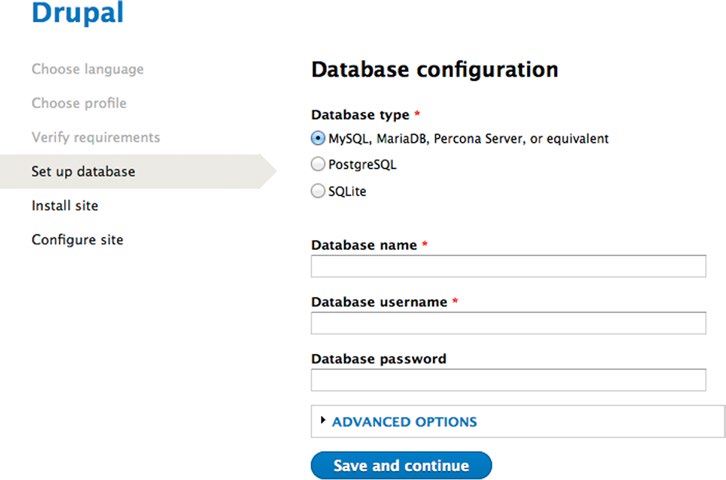 Drupal
Choose language
Choose profile
Verify requirements
Set up database
Install site
Configure site
Database configuration
Database type *
MySQL, MariaDB, Percona Server, or equivalent
PostgreSQL
SQLite
Database name *
Database username *
Database password
ADVANCED OPTIONS
Save and continue